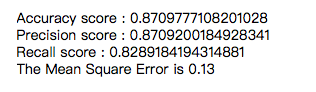 Accuracy score : 0.8709777108201028
Precision score : 0.8709200184928341
Recall score : 0.8289184194314881
The Mean Square Error is 0.13